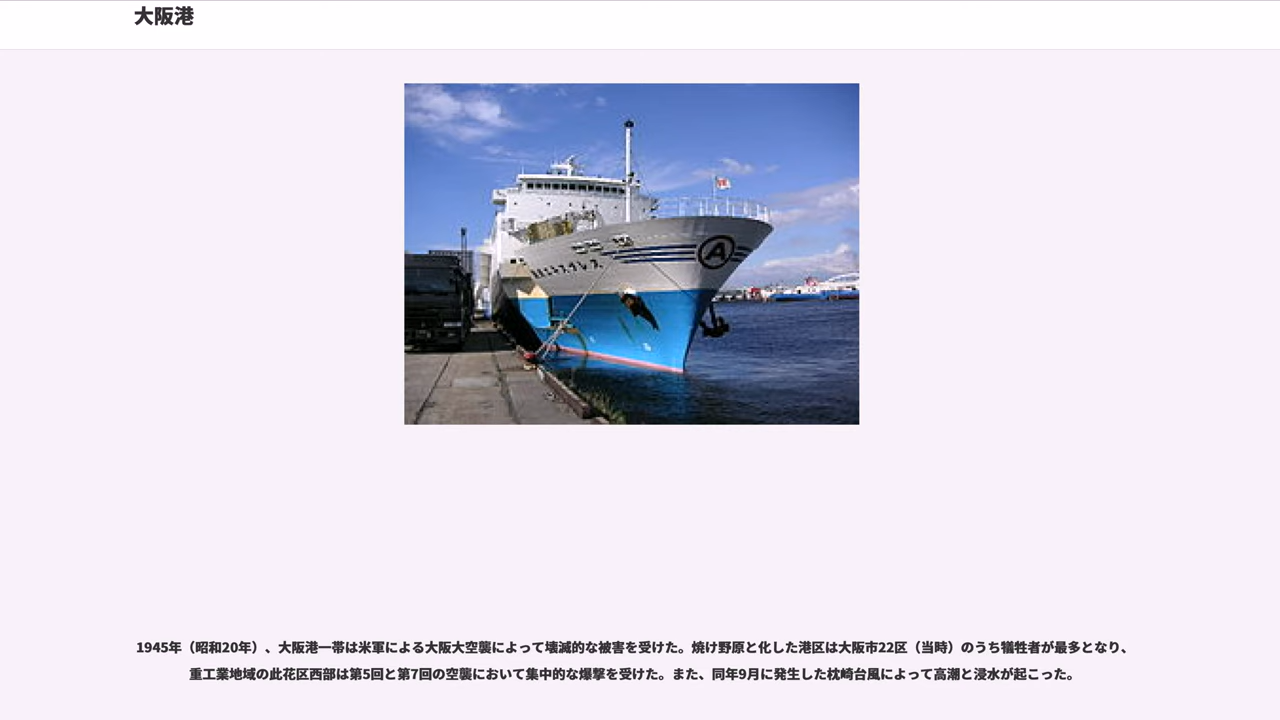 大阪港
A
1945年（昭和20年）、大阪港一帯は米軍による大阪大空襲によって壊滅的な被害を受けた。焼け野原と化した港区は大阪市22区（当時）のうち犠牲者が最多となり、
重工業地域の此花区西部は第5回と第7回の空襲において集中的な爆撃を受けた。また、同年9月に発生した枕崎台風によって高潮と浸水が起こった。